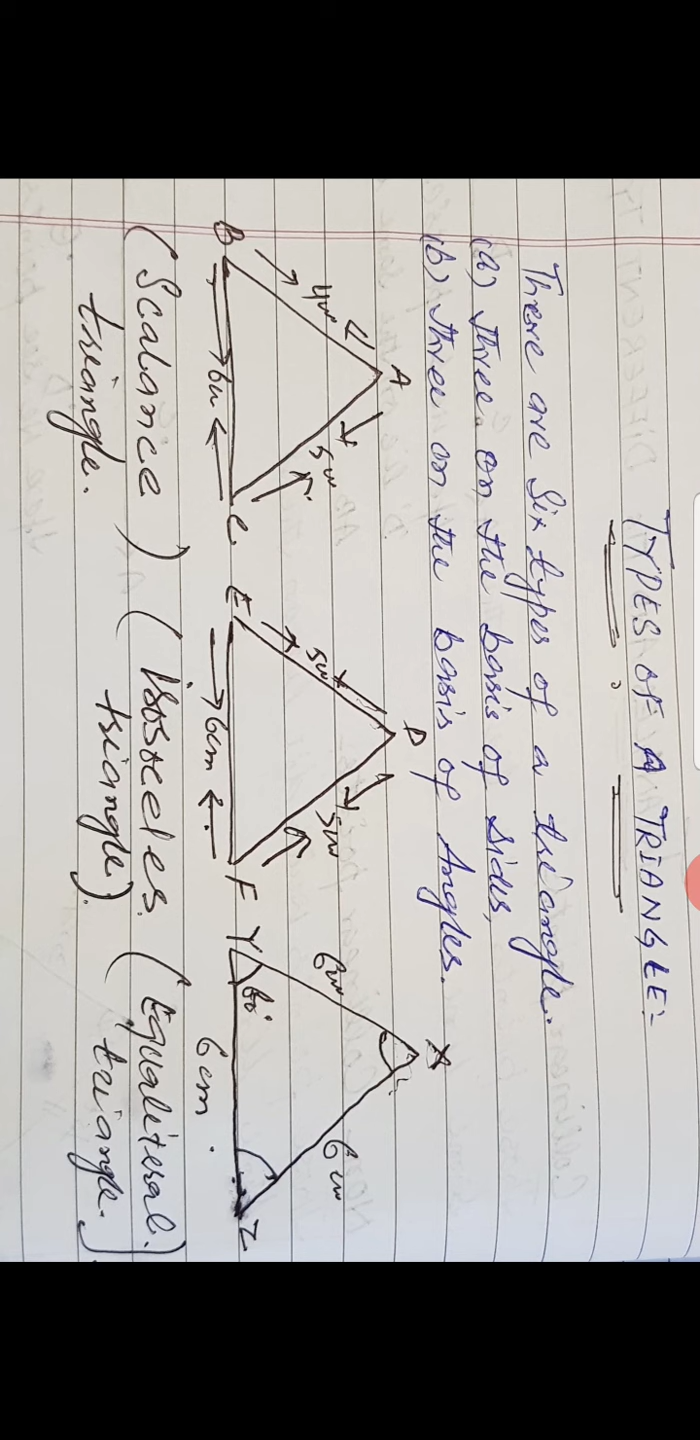 TYPES OF A TRIANGLE:-
There are Six types of a triangle.
(a) three on the basis of sides,
(b) three on the basis of Angles.
A
4cm
5cm
B
6cm
C.
D
5cm
5cm
E
6cm
F
X
6cm
6cm
60°
Y
Z
6cm.
(Scalance triangle.
) (Isosceles. triangle).
(Equaliteral. triangle.)